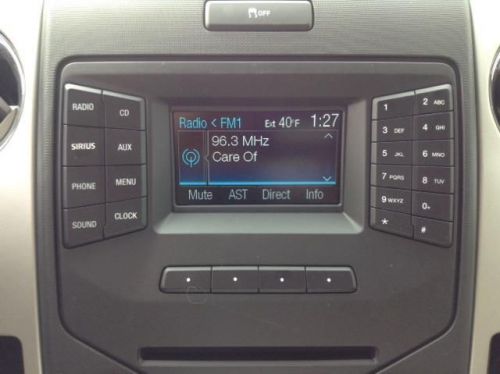 OFF
RADIO
CD
SIRIUS
AUX
PHONE
MENU
SOUND
CLOCK
Radio < FM1 Ext 40°F 1:27
96.3 MHz
Care Of
Mute AST Direct Info
1
2 ABC
3 DEF
4 GHI
5 JKL
6 MNO
7 PQRS
8 TUV
9 WXYZ
0+
*
#